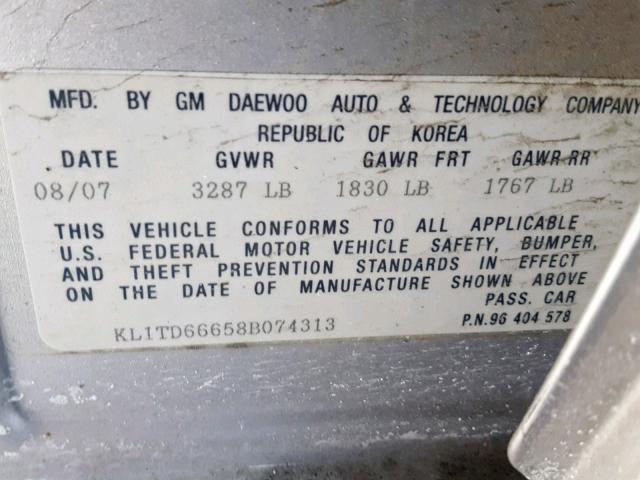 MFD. BY GM DAEWOO AUTO & TECHNOLOGY COMPANY
REPUBLIC OF KOREA
DATE GVWR GAWR FRT GAWR RR
08/07 3287 LB 1830 LB 1767 LB
THIS VEHICLE CONFORMS TO ALL APPLICABLE
U.S. FEDERAL MOTOR VEHICLE SAFETY, BUMPER,
AND THEFT PREVENTION STANDARDS IN EFFECT
ON THE DATE OF MANUFACTURE SHOWN ABOVE
PASS. CAR
KL1TD66658B074313 P.N.96 404 578